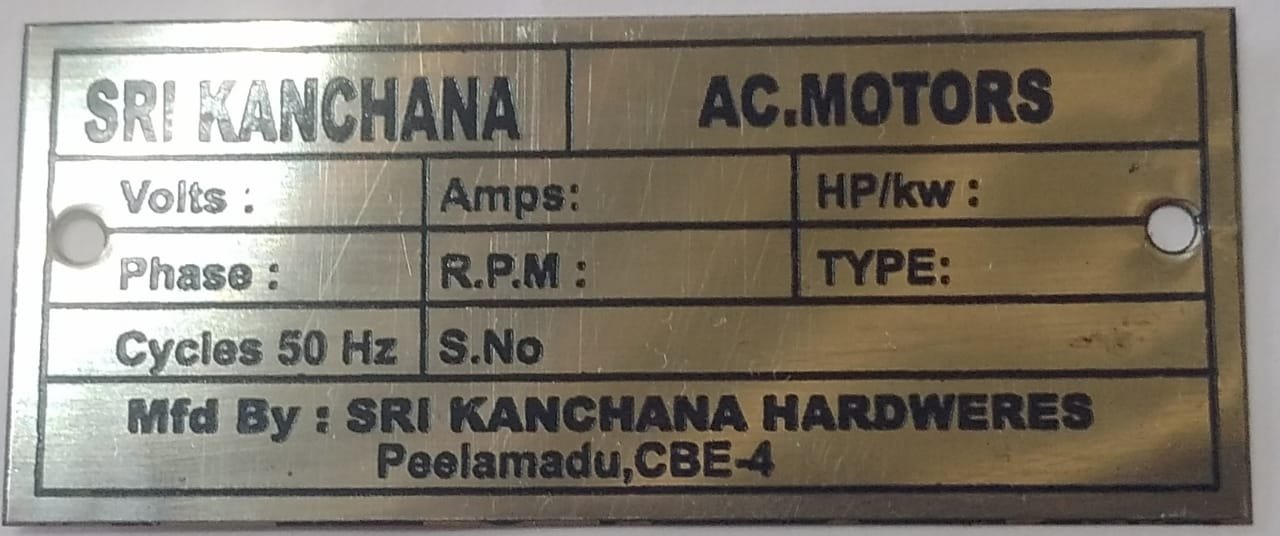 SRI KANCHANA AC.MOTORS
Volts : Amps: HP/kw :
Phase : R.P.M : TYPE:
Cycles 50 Hz S.No
Mfd By : SRI KANCHANA HARDWERES
Peelamadu,CBE-4